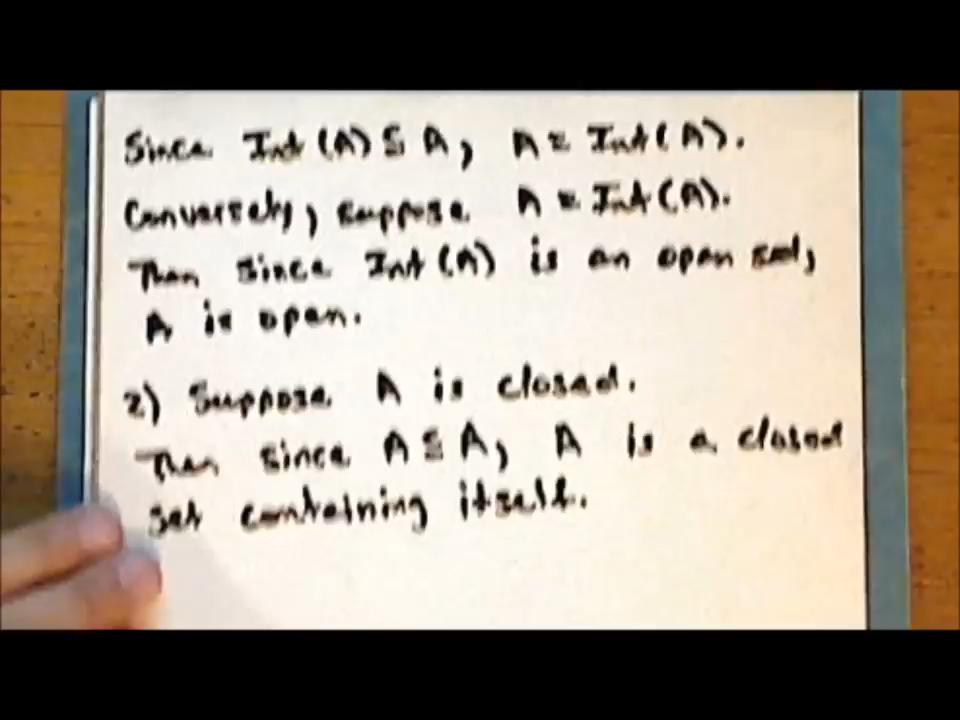 Since Int(A) ⊆ A, A = Int(A).
Conversely, suppose A = Int(A).
Then since Int(A) is an open set,
A is open.
2) Suppose A is closed.
Then since A ⊆ A, A is a closed
set containing itself.